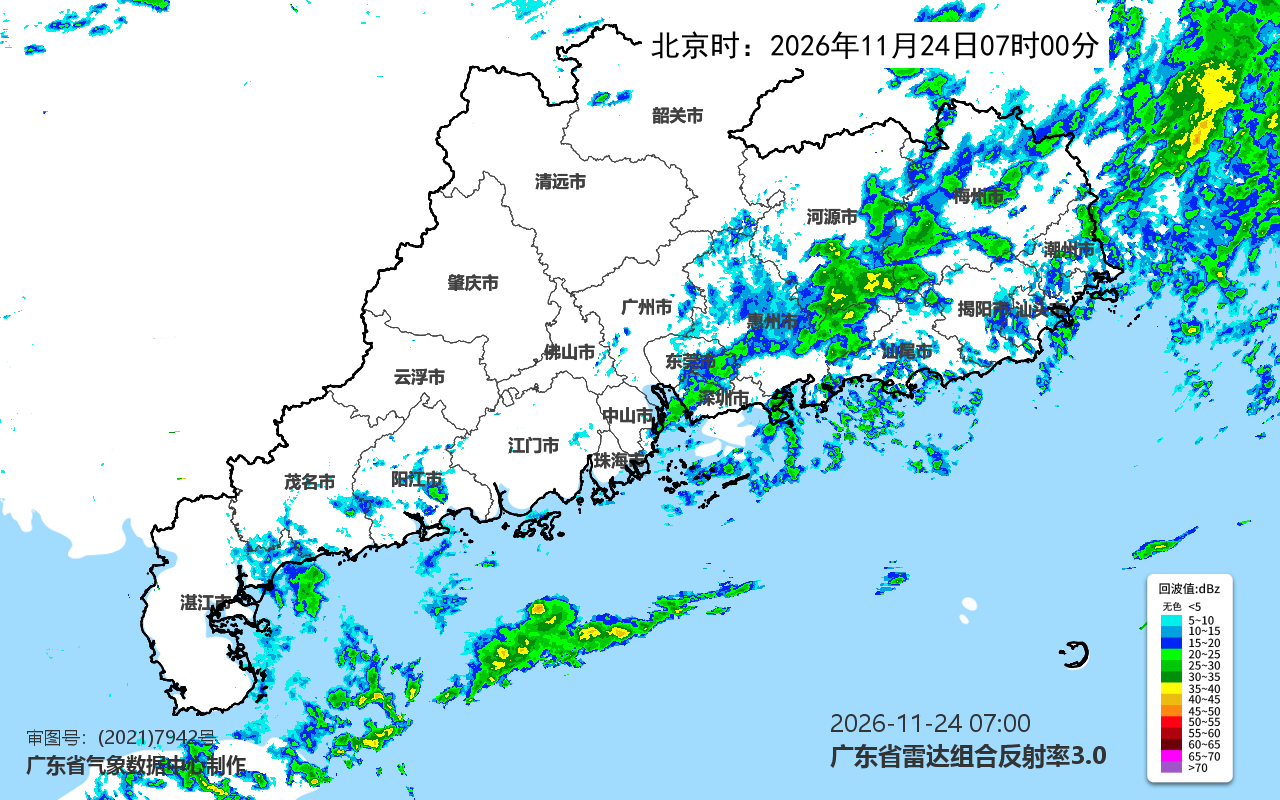 北京时：2026年11月24日07时00分
韶关市
清远市
梅州市
河源市
潮州市
肇庆市
广州市
揭阳市
汕头
惠州市
佛山市
东莞市
汕尾市
云浮市
深圳市
中山市
江门市
珠海市
茂名市
阳江市
湛江市
回波值:dBz
无色 <5
5~10
10~15
15~20
20~25
25~30
30~35
35~40
40~45
45~50
50~55
55~60
60~65
65~70
>70
审图号：(2021)7942号
广东省气象数据中心制作
2026-11-24 07:00
广东省雷达组合反射率3.0